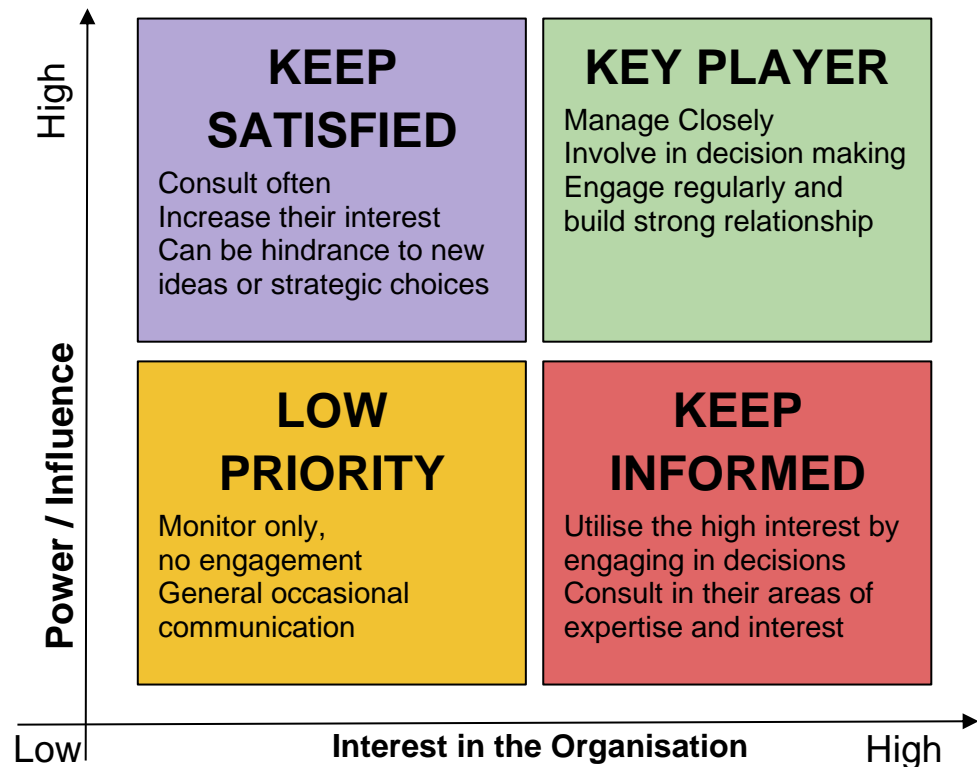 High
Power / Influence
KEEP
SATISFIED
Consult often
Increase their interest
Can be hindrance to new
ideas or strategic choices
KEY PLAYER
Manage Closely
Involve in decision making
Engage regularly and
build strong relationship
LOW
PRIORITY
Monitor only,
no engagement
General occasional
communication
KEEP
INFORMED
Utilise the high interest by
engaging in decisions
Consult in their areas of
expertise and interest
Low
Interest in the Organisation
High